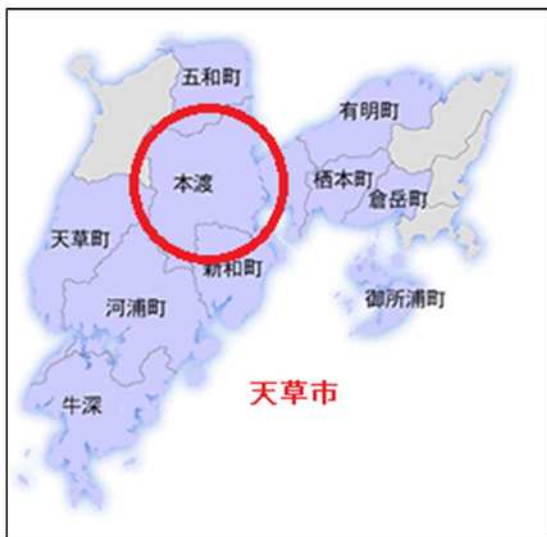 五和町
有明町
本渡
栖本町
倉岳町
天草町
新和町
河浦町
御所浦町
天草市
牛深